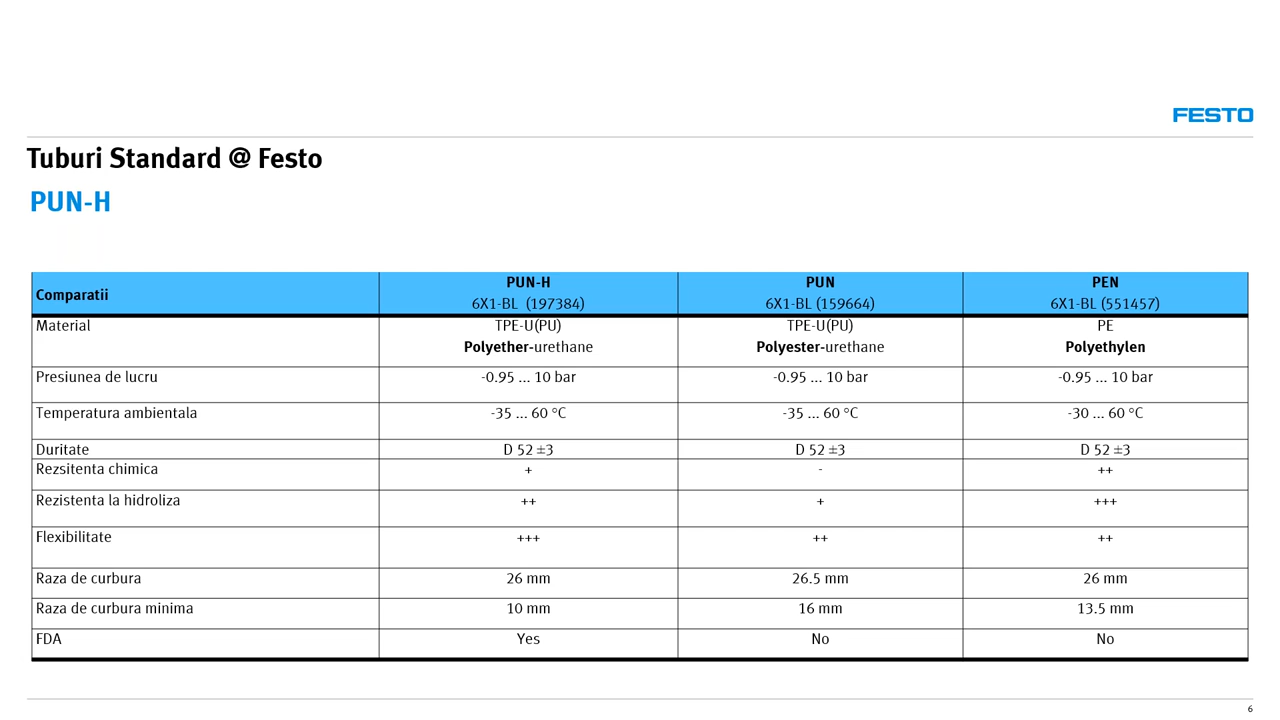 FESTO
Tuburi Standard @ Festo
PUN-H
Comparatii
PUN-H
6X1-BL (197384)
PUN
6X1-BL (159664)
PEN
6X1-BL (551457)
Material
TPE-U(PU)
Polyether-urethane
TPE-U(PU)
Polyester-urethane
PE
Polyethylen
Presiunea de lucru -0.95 ... 10 bar -0.95 ... 10 bar -0.95 ... 10 bar
Temperatura ambientala -35 ... 60 °C -35 ... 60 °C -30 ... 60 °C
Duritate D 52 ±3 D 52 ±3 D 52 ±3
Rezsitenta chimica + - ++
Rezistenta la hidroliza ++ + +++
Flexibilitate +++ ++ ++
Raza de curbura 26 mm 26.5 mm 26 mm
Raza de curbura minima 10 mm 16 mm 13.5 mm
FDA Yes No No
6